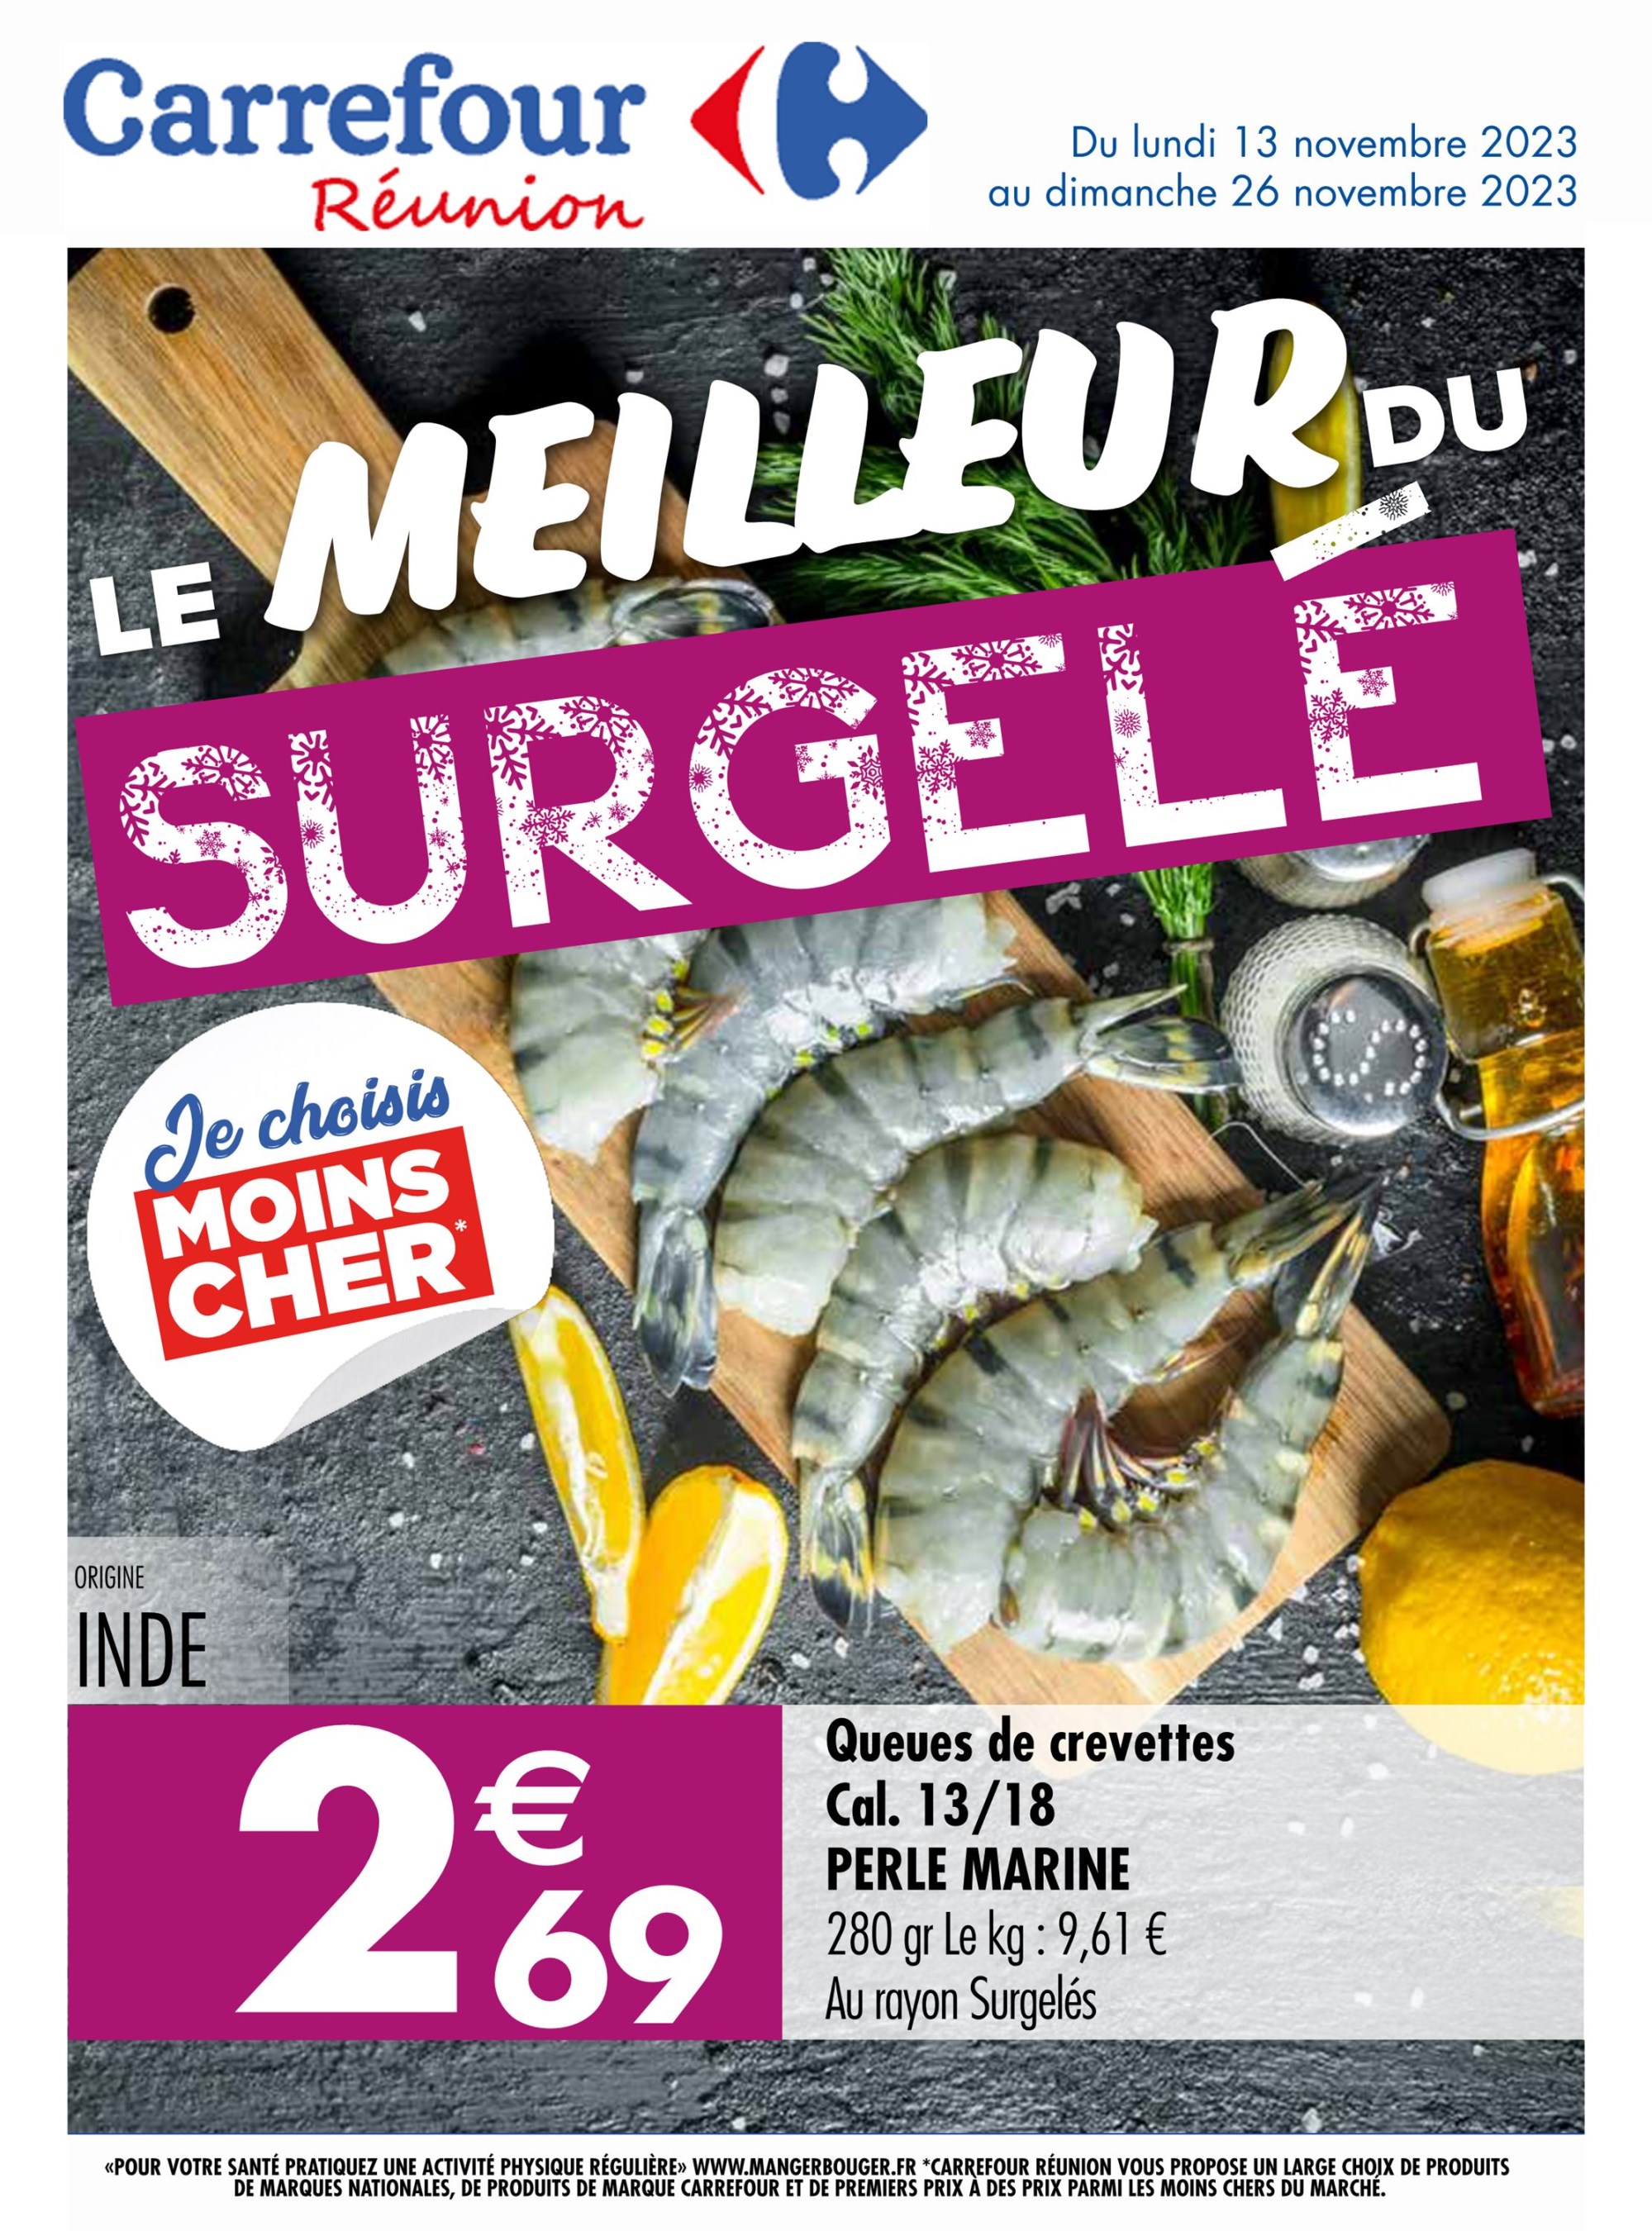 Carrefour
Réunion
Du lundi 13 novembre 2023
au dimanche 26 novembre 2023
LE MEILLEUR DU
SURGELÉ
Je choisis
MOINS
CHER*
ORIGINE
INDE
2€69
Queues de crevettes
Cal. 13/18
PERLE MARINE
280 gr Le kg : 9,61 €
Au rayon Surgelés
«POUR VOTRE SANTÉ PRATIQUEZ UNE ACTIVITÉ PHYSIQUE RÉGULIÈRE» WWW.MANGERBOUGER.FR *CARREFOUR RÉUNION VOUS PROPOSE UN LARGE CHOIX DE PRODUITS
DE MARQUES NATIONALES, DE PRODUITS DE MARQUE CARREFOUR ET DE PREMIERS PRIX À DES PRIX PARMI LES MOINS CHERS DU MARCHÉ.